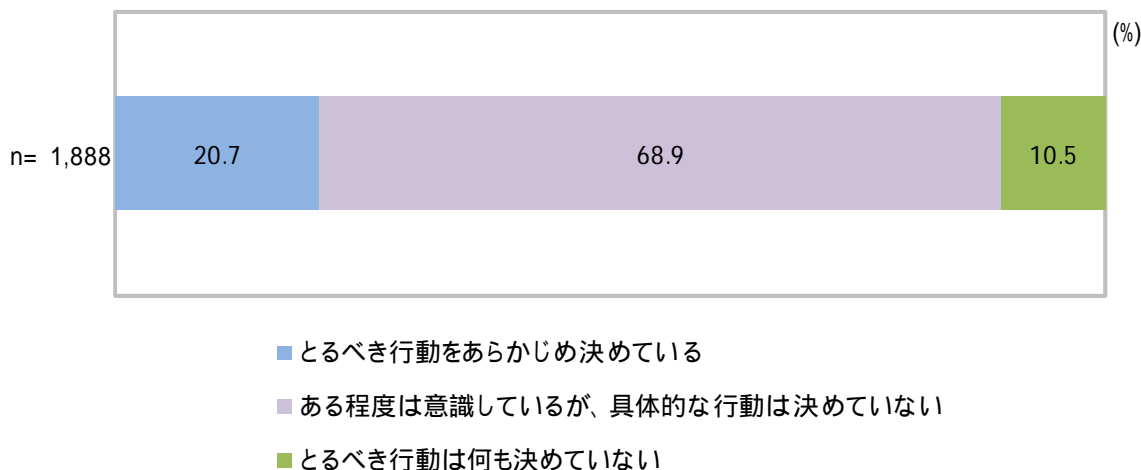 (%)
n= 1,888 20.7 68.9 10.5
とるべき行動をあらかじめ決めている
ある程度は意識しているが、具体的な行動は決めていない
とるべき行動は何も決めていない